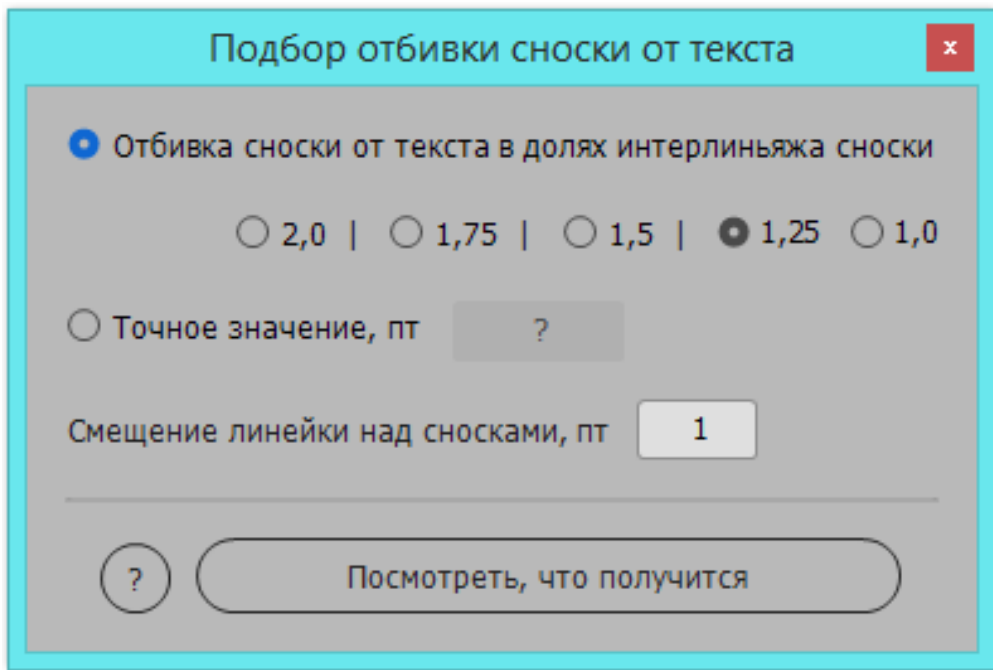 Подбор отбивки сноски от текста x
Отбивка сноски от текста в долях интерлиньяжа сноски
2,0 | 1,75 | 1,5 | 1,25 1,0
Точное значение, пт ?
Смещение линейки над сносками, пт 1
? Посмотреть, что получится